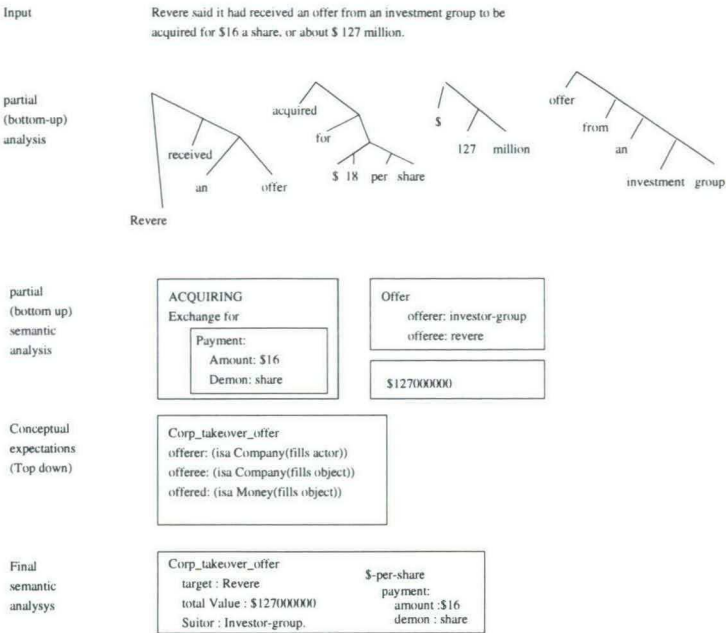 Input
Revere said it had received an offer from an investment group to be
acquired for $16 a share, or about $ 127 million.
partial
(bottom-up)
analysis
Revere
received
an
offer
acquired
for
$ 18 per share
$
127 million
offer
from
an
investment group
partial
(bottom up)
semantic
analysis
ACQUIRING
Exchange for
Payment:
Amount: $16
Demon: share
Offer
offerer: investor-group
offeree: revere
$127000000
Conceptual
expectations
(Top down)
Corp_takeover_offer
offerer: (isa Company(fills actor))
offeree: (isa Company(fills object))
offered: (isa Money(fills object))
Final
semantic
analysys
Corp_takeover_offer
target : Revere
total Value : $127000000
Suitor : Investor-group.
$-per-share
payment:
amount :$16
demon : share